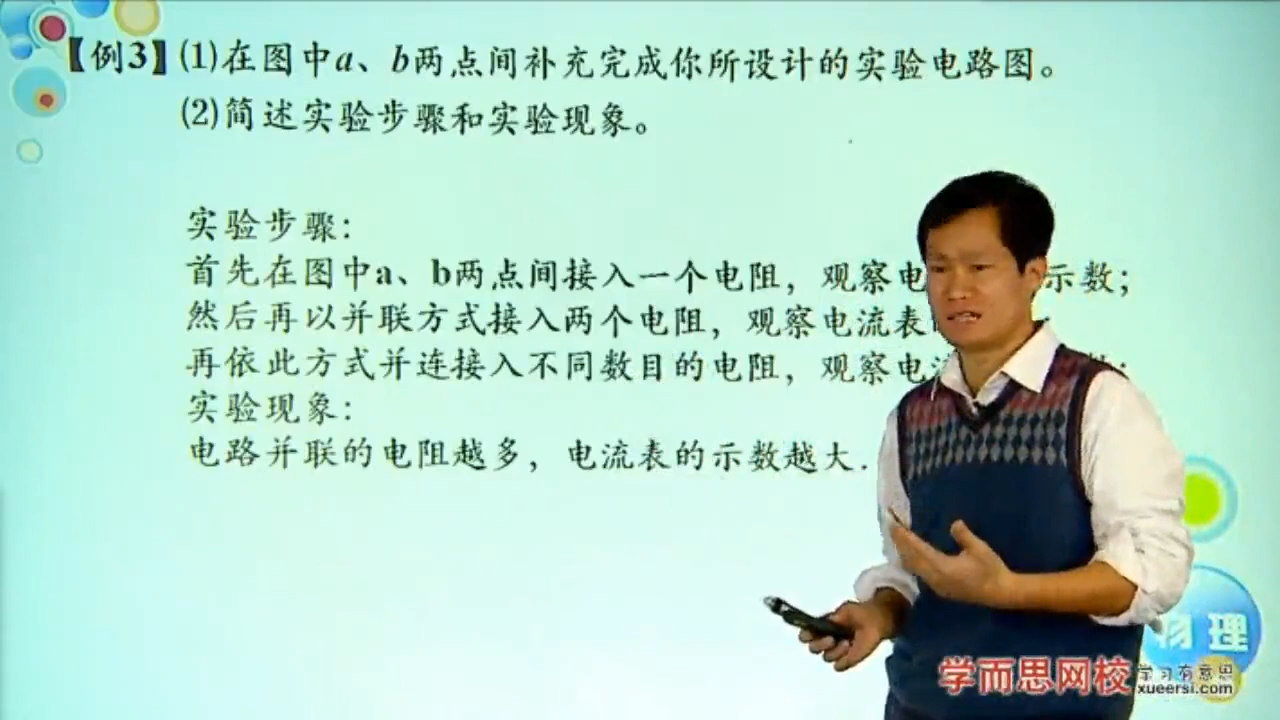 【例3】(1)在图中a、b两点间补充完成你所设计的实验电路图。
(2)简述实验步骤和实验现象。
实验步骤：
首先在图中a、b两点间接入一个电阻，观察电 示数；
然后再以并联方式接入两个电阻，观察电流表
再依此方式并连接入不同数目的电阻，观察电 数；
实验现象：
电路并联的电阻越多，电流表的示数越大.
物理
学而思网校 学习有意思
xueersi.com